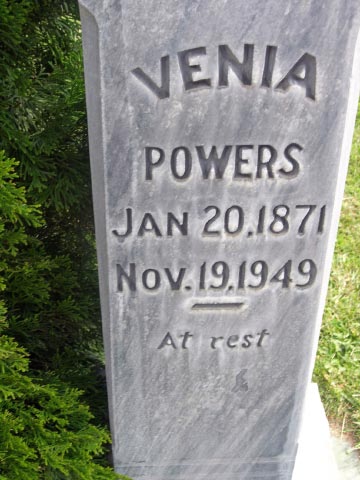 VENIA
POWERS
JAN 20,1871
NOV.19,1949
At rest